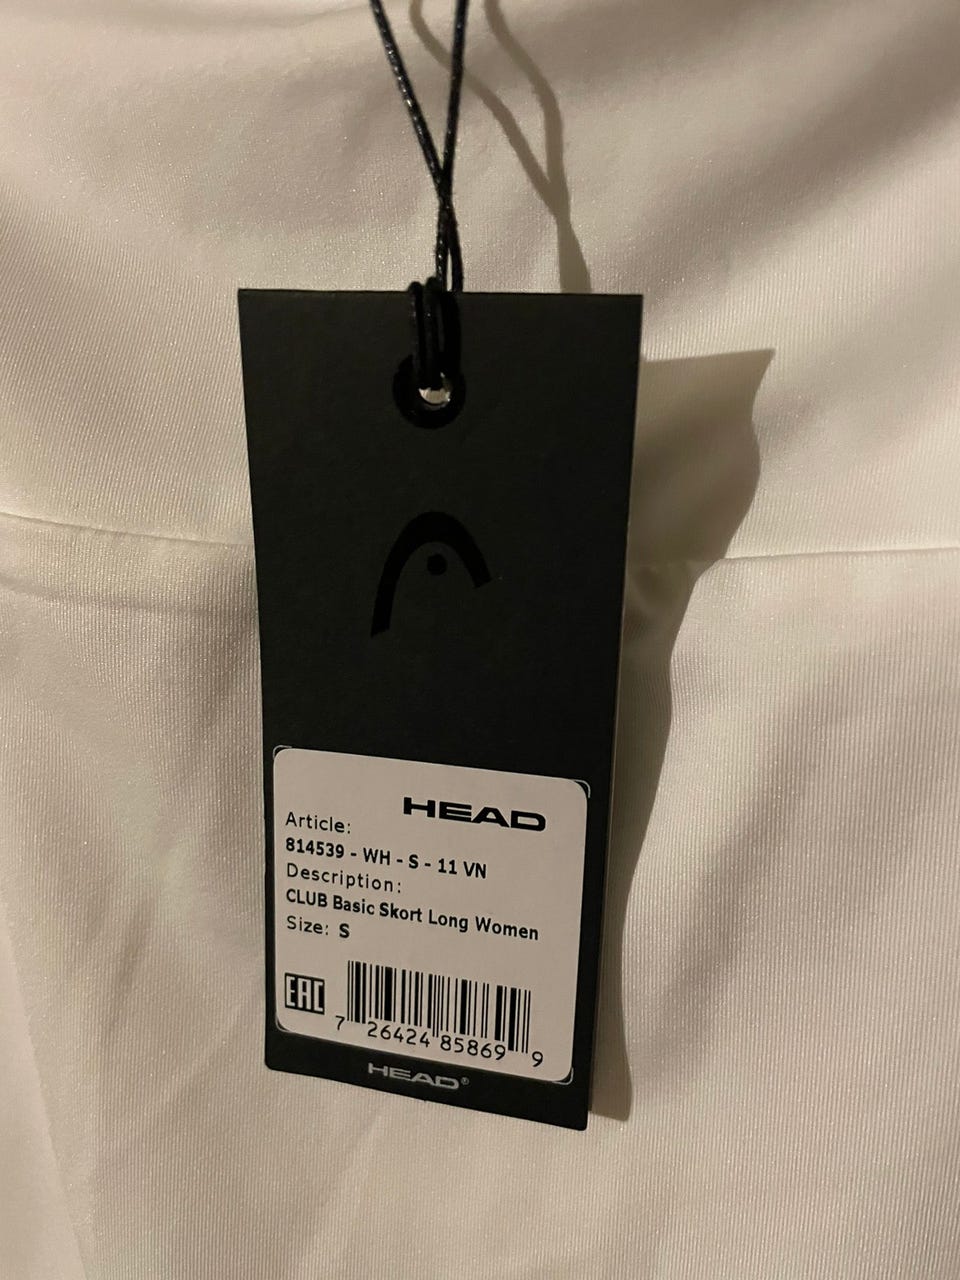 HEAD
Article:
814539 - WH - S - 11 VN
Description:
CLUB Basic Skort Long Women
Size: S
EAC
7 26424 85869 9
HEAD®